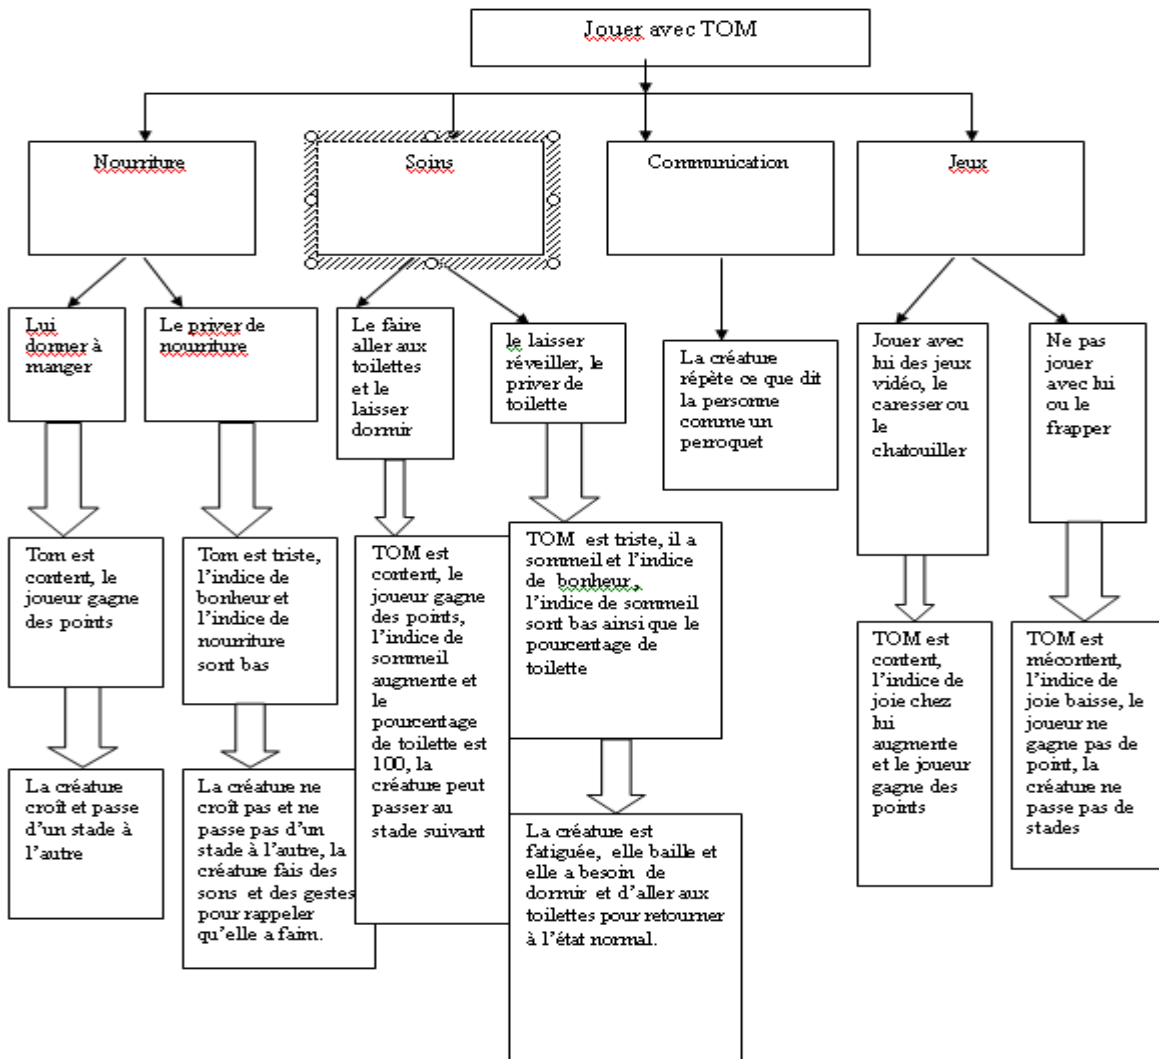 Jouer avec TOM
Nourriture
Soins
Communication
Jeux
Lui
donner à
manger
Le priver de
nourriture
Le faire
aller aux
toilettes
et le
laisser
dormir
le laisser
réveiller, le
priver de
toilette
La créature
répète ce que dit
la personne
comme un
perroquet
Jouer avec
lui des jeux
vidéo, le
caresser ou
le
chatouiller
Ne pas
jouer
avec lui
ou le
frapper
Tom est
content, le
joueur gagne
des points
Tom est triste,
l'indice de
bonheur et
l'indice de
nourriture
sont bas
TOM est
content, le
joueur gagne
des points,
l'indice de
sommeil
augmente et
le
pourcentage
de toilette est
100, la
créature peut
passer au
stade suivant
TOM est triste, il a
sommeil et l'indice
de bonheur ,
l'indice de sommeil
sont bas ainsi que le
pourcentage de
toilette
TOM est
content,
l'indice de
joie chez lui
augmente
et le joueur
gagne des
points
TOM est
mécontent,
l'indice de
joie baisse, le
joueur ne
gagne pas de
point, la
créature ne
passe pas de
stades
La créature
croît et passe
d'un stade à
l'autre
La créature ne
croît pas et ne
passe pas d'un
stade à l'autre, la
créature fais des
sons et des gestes
pour rappeler
qu'elle a faim.
La créature est
fatiguée, elle baille et
elle a besoin de
dormir et d'aller aux
toilettes pour retourner
à l'état normal.